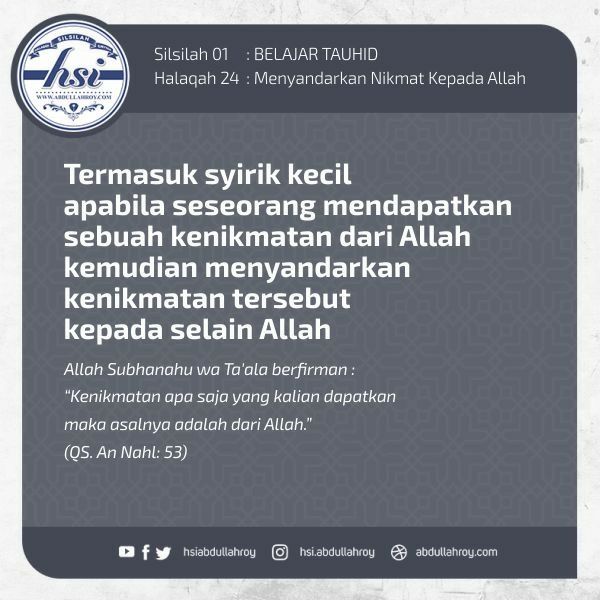 SILSILAH
hsi
WWW.ABDULLAHROY.COM
Silsilah 01 : BELAJAR TAUHID
Halaqah 24 : Menyandarkan Nikmat Kepada Allah
Termasuk syirik kecil
apabila seseorang mendapatkan
sebuah kenikmatan dari Allah
kemudian menyandarkan
kenikmatan tersebut
kepada selain Allah
Allah Subhanahu wa Ta'ala berfirman :
“Kenikmatan apa saja yang kalian dapatkan
maka asalnya adalah dari Allah.”
(QS. An Nahl: 53)
hsiabdullahroy hsi.abdullahroy abdullahroy.com